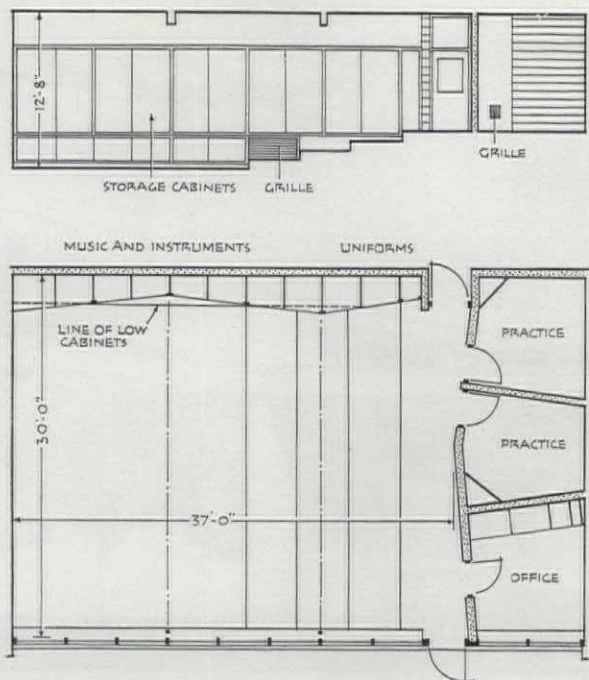 12'-8"
STORAGE CABINETS
GRILLE
GRILLE
MUSIC AND INSTRUMENTS
UNIFORMS
LINE OF LOW
CABINETS
PRACTICE
30'-0"
PRACTICE
37'-0"
OFFICE